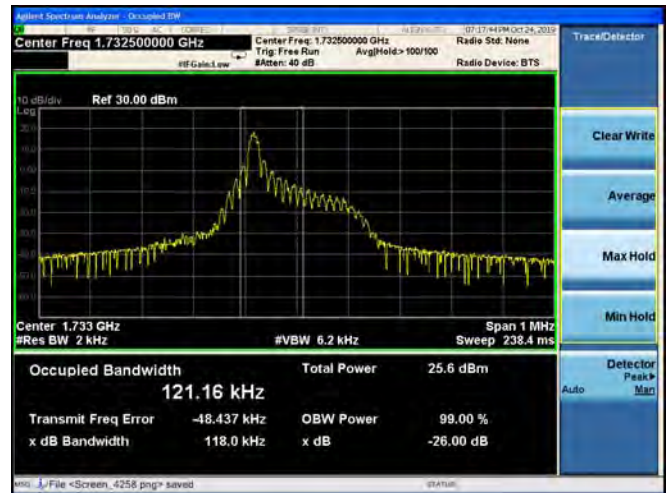 Agilent Spectrum Analyzer - Occupied BW
07:17:44 PM Oct 24, 2019
Center Freq 1.732500000 GHz
Center Freq: 1.732500000 GHz
Radio Std: None
Trig: Free Run
Avg|Hold:> 100/100
#IFGain:Low
#Atten: 40 dB
Radio Device: BTS
Trace/Detector
10 dB/div
Ref 30.00 dBm
Log
Clear Write
Average
Max Hold
Min Hold
Center 1.733 GHz
Span 1 MHz
#Res BW 2 kHz
#VBW 6.2 kHz
Sweep 238.4 ms
Occupied Bandwidth
Total Power
25.6 dBm
121.16 kHz
Transmit Freq Error
-48.437 kHz
OBW Power
99.00 %
x dB Bandwidth
118.0 kHz
x dB
-26.00 dB
Detector
Peak▶
Auto
Man
MSG
File <Screen_4258 png> saved
STATUS